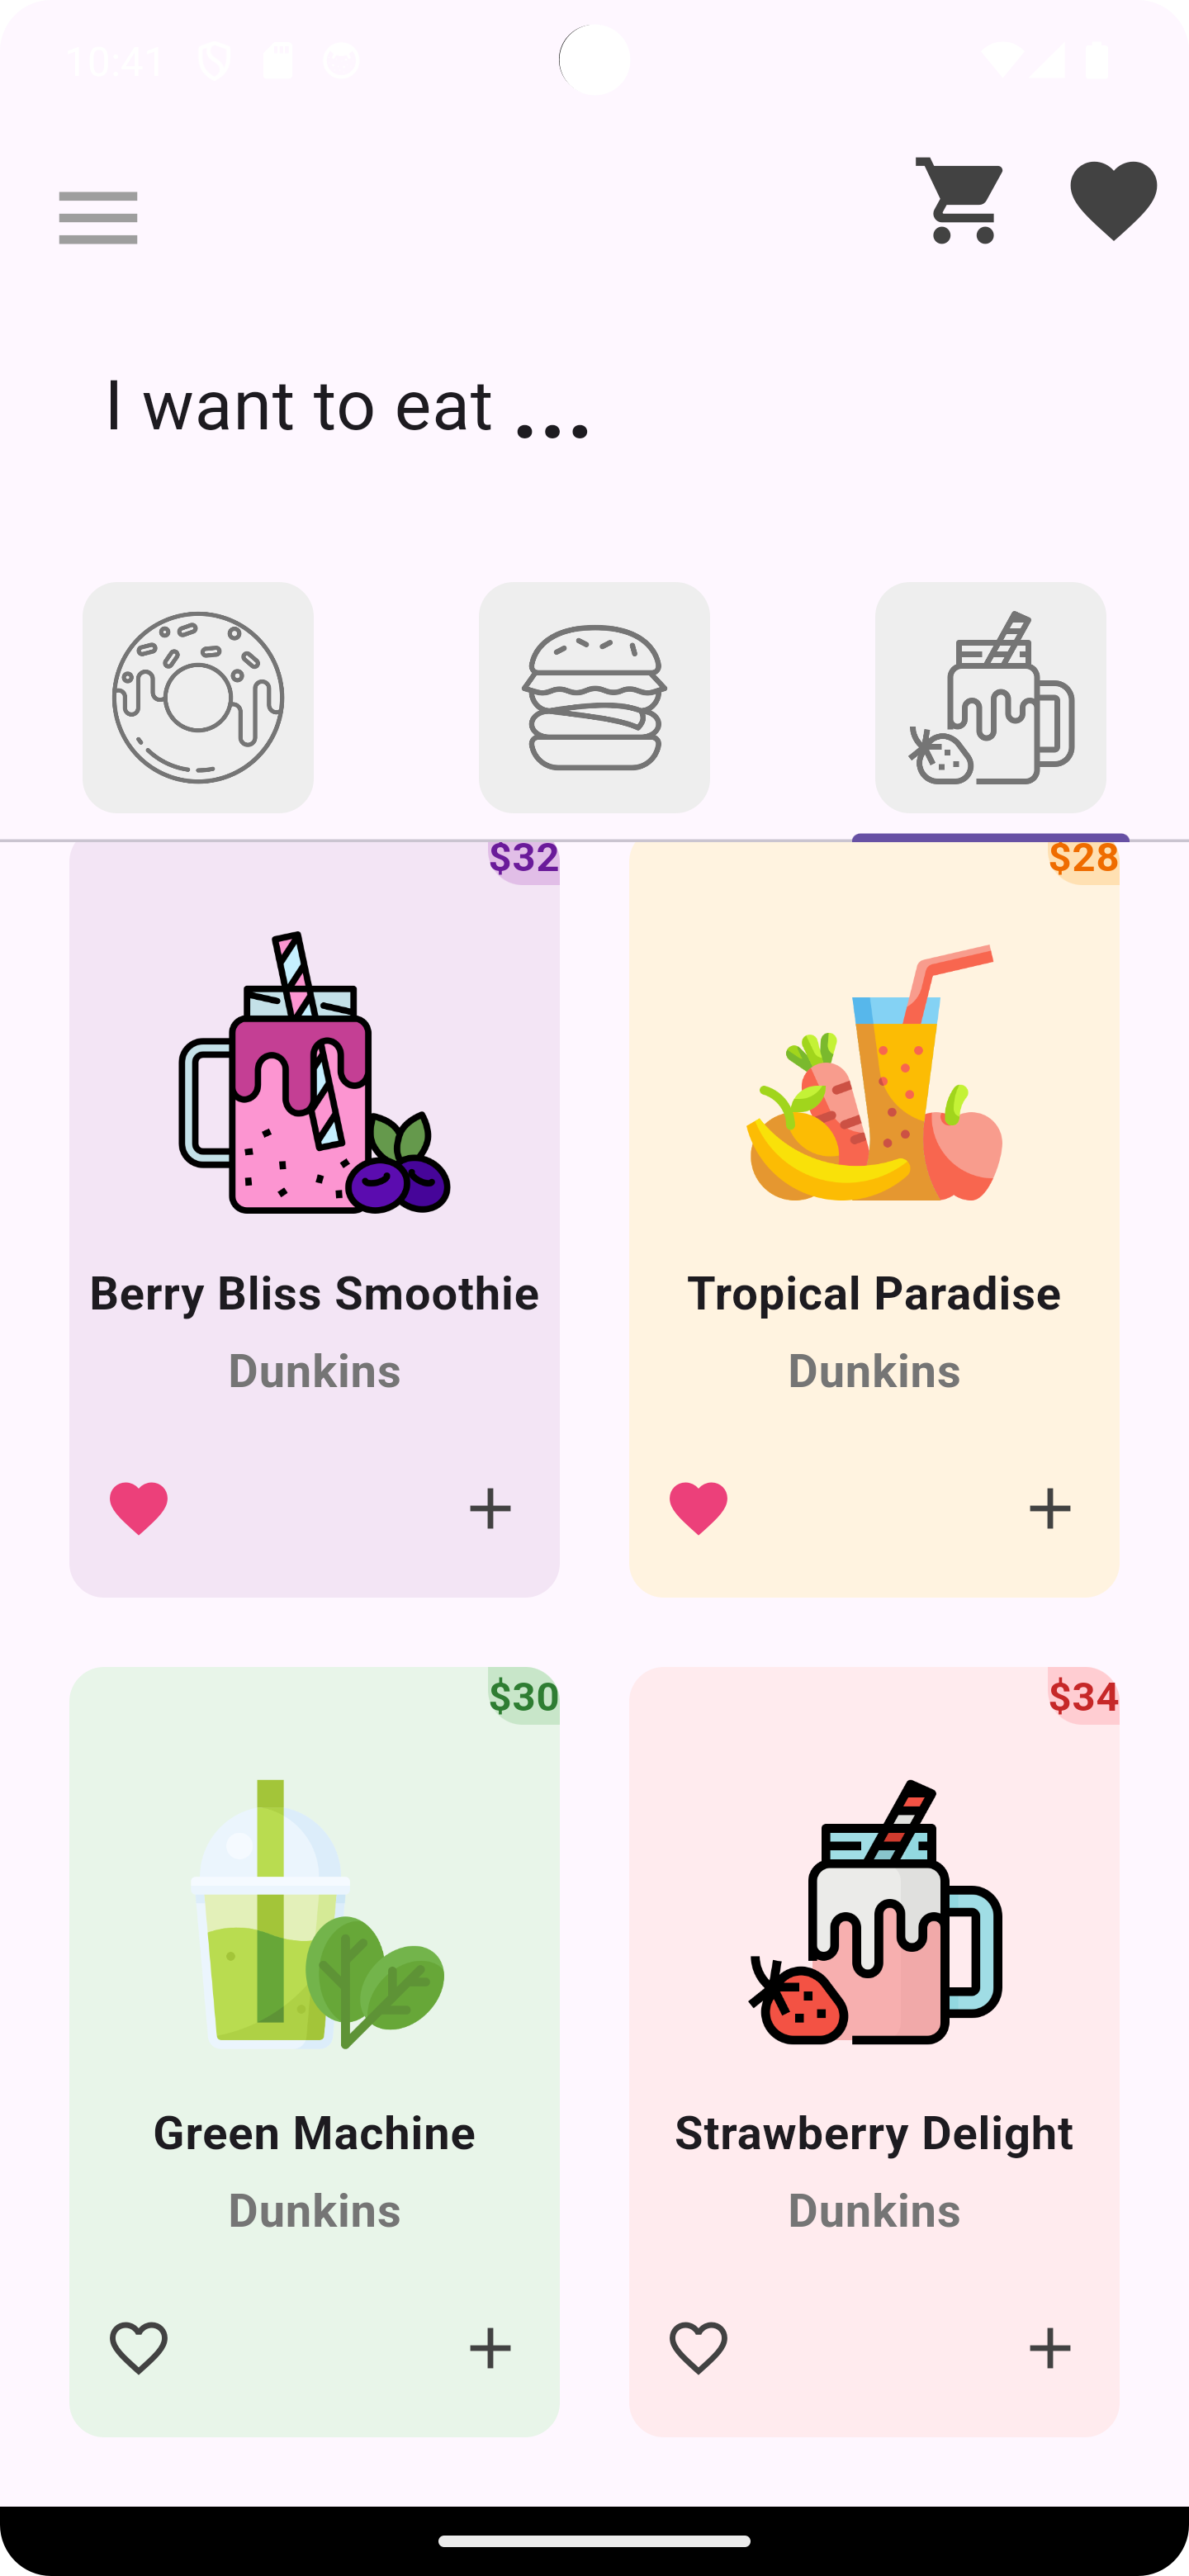 10:41
I want to eat ...
$32
$28
Berry Bliss Smoothie
Tropical Paradise
Dunkins
Dunkins
$30
$34
Green Machine
Strawberry Delight
Dunkins
Dunkins